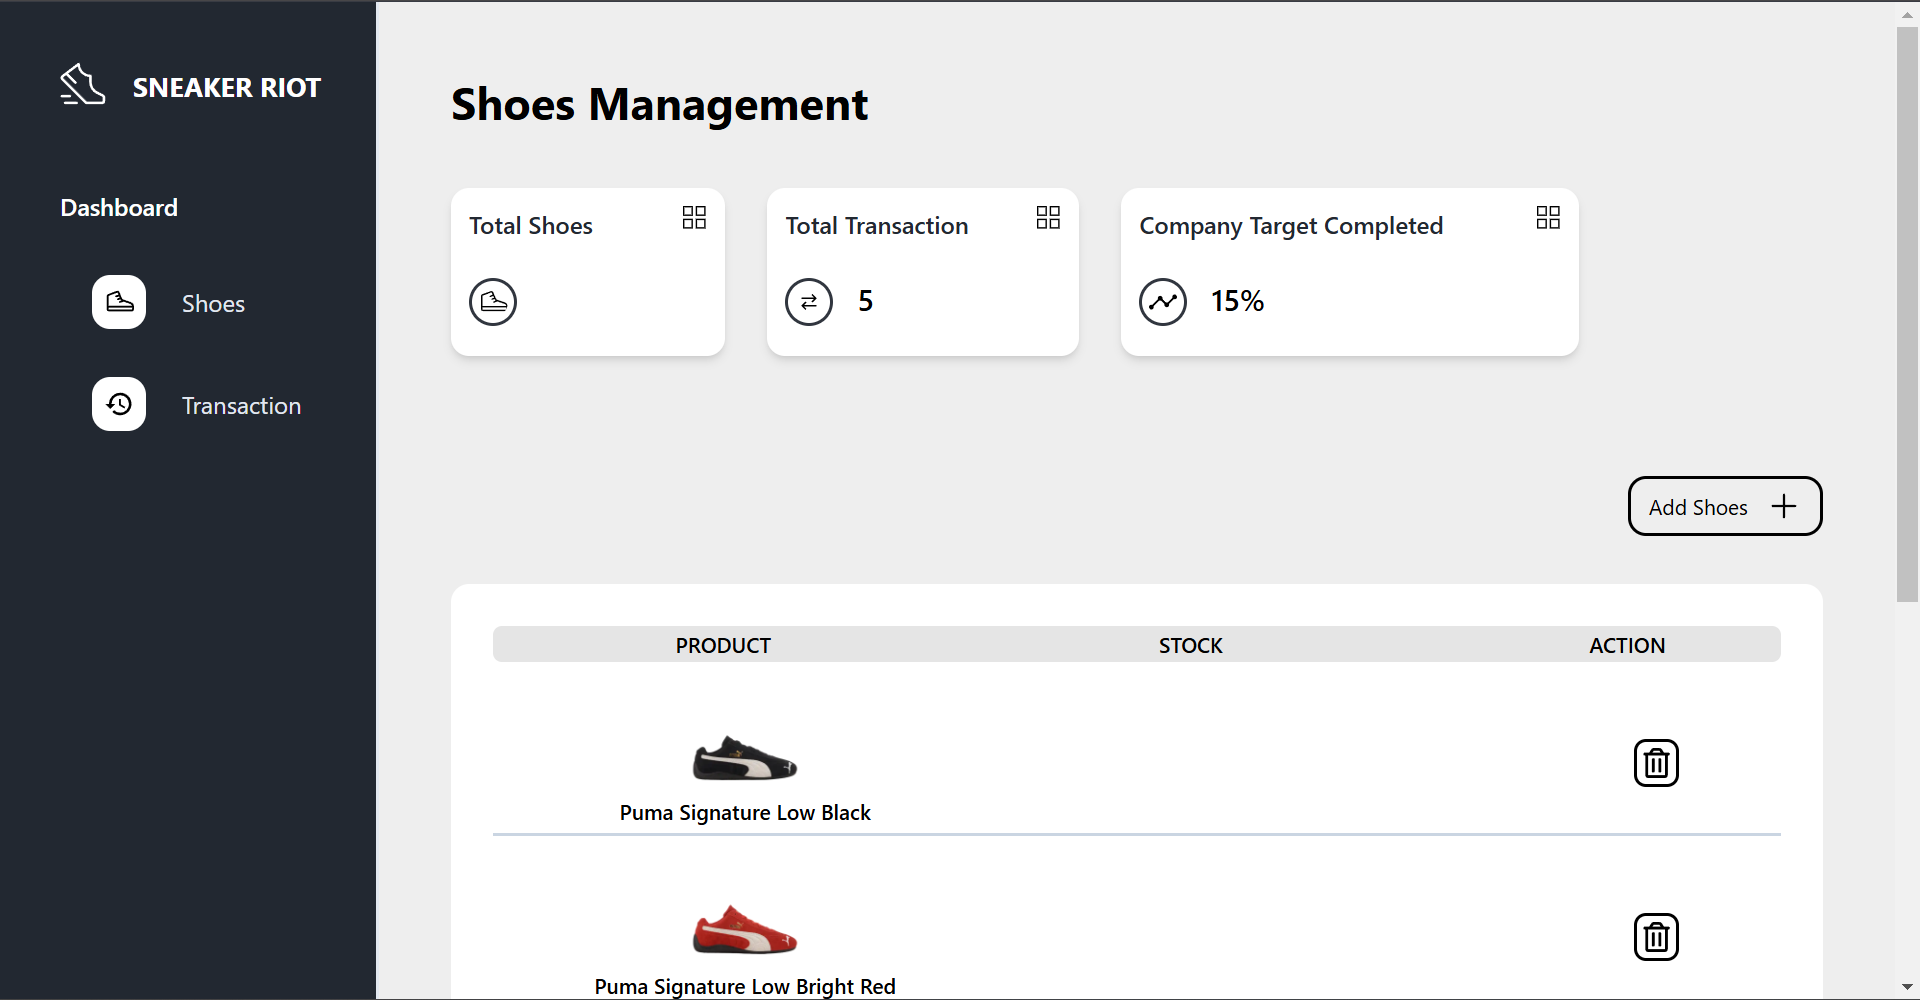 SNEAKER RIOT
Dashboard
Shoes
Transaction
Shoes Management
Total Shoes
Total Transaction
5
Company Target Completed
15%
Add Shoes
PRODUCT STOCK ACTION
Puma Signature Low Black
Puma Signature Low Bright Red